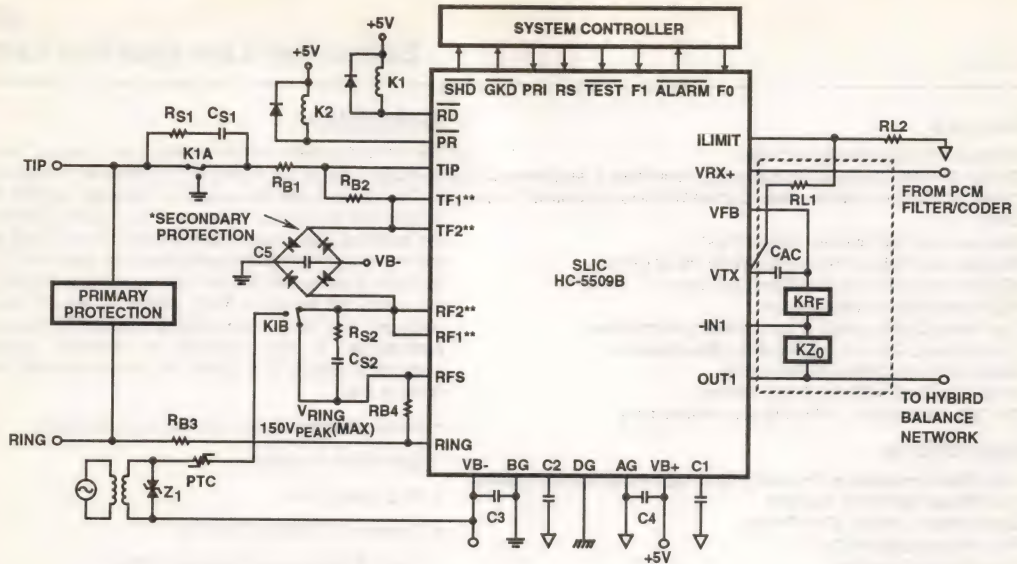 SYSTEM CONTROLLER
+5V
+5V
K1
K2
SHD GKD PRI RS TEST F1 ALARM F0
RD
PR
RS1 CS1
K1A
TIP
RB1
TIP
RB2
TF1**
*SECONDARY
PROTECTION
TF2**
C5
VB-
PRIMARY
PROTECTION
KIB
RF2**
RS2
RF1**
CS2
RFS
VRING
150VPEAK(MAX)
RB4
RB3
RING
RING
PTC
Z1
SLIC
HC-5509B
ILIMIT
RL2
VRX+
RL1
FROM PCM
FILTER/CODER
VFB
CAC
VTX
KRF
-IN1
KZ0
OUT1
TO HYBIRD
BALANCE
NETWORK
VB- BG C2 DG AG VB+ C1
C3
C4
+5V